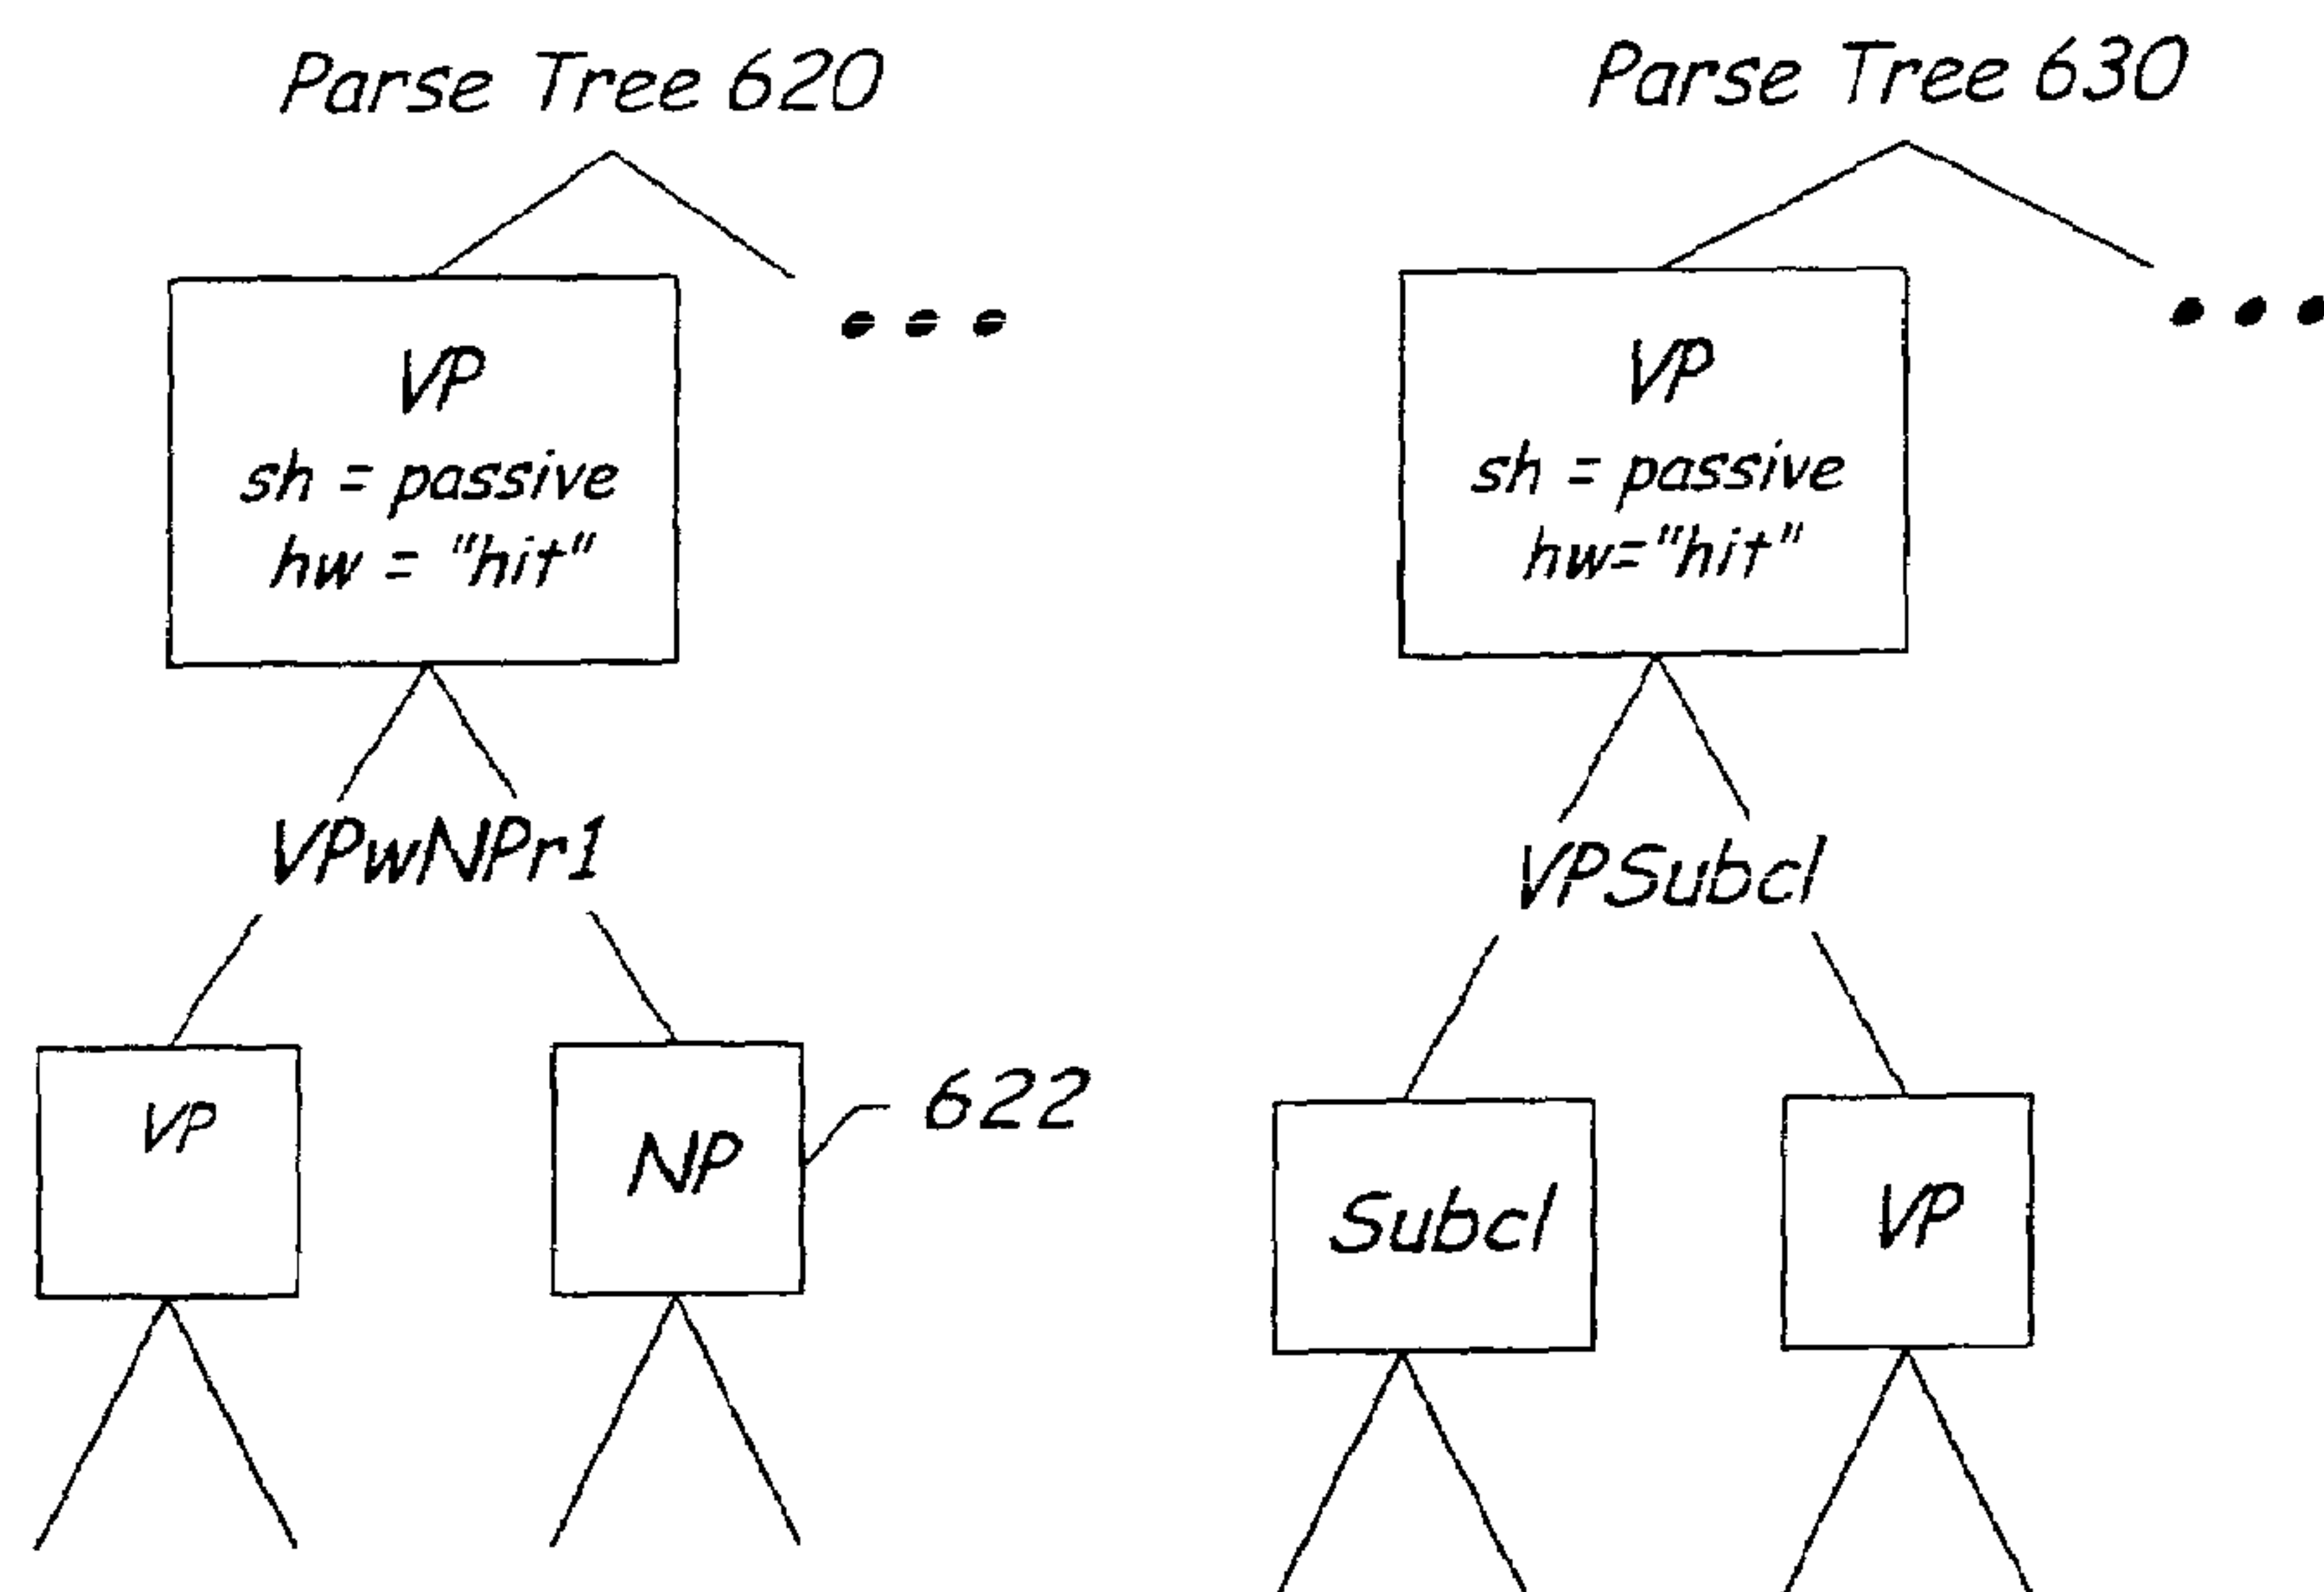 Parse Tree 620
VP
sh = passive
hw = "hit"
VPwNPr1
VP
NP
622
Parse Tree 630
VP
sh = passive
hw="hit"
VPSubcl
Subcl
VP